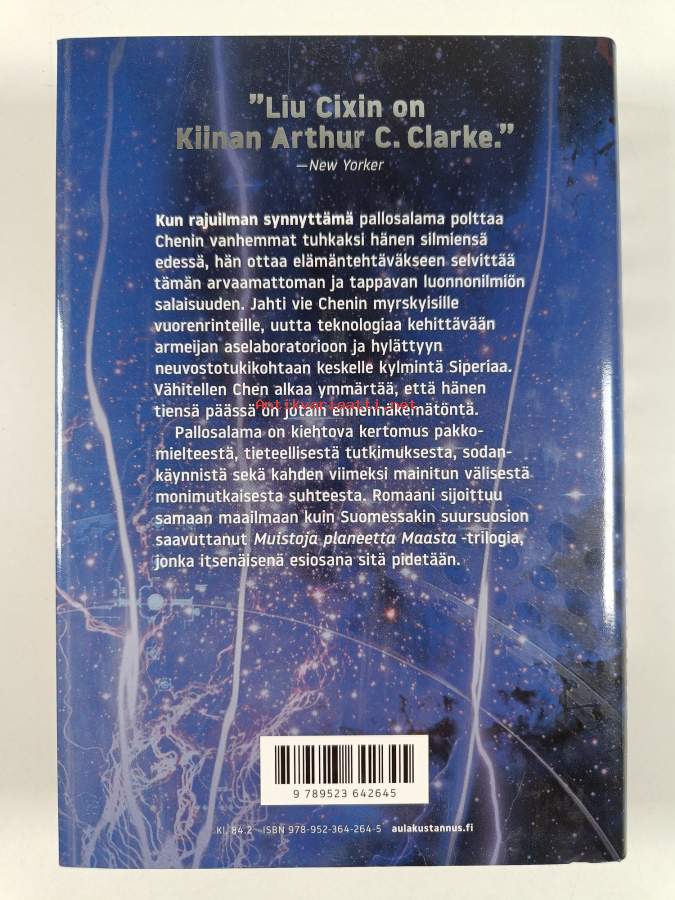 ”Liu Cixin on
Kiinan Arthur C. Clarke.”
—New Yorker
Kun rajuilman synnyttämä pallosalama polttaa
Chenin vanhemmat tuhkaksi hänen silmiensä
edessä, hän ottaa elämäntehtäväkseen selvittää
tämän arvaamattoman ja tappavan luonnonilmiön
salaisuuden. Jahti vie Chenin myrskyisille
vuorenrinteille, uutta teknologiaa kehittävään
armeijan aselaboratorioon ja hylättyyn
neuvostotukikohtaan keskelle kylmintä Siperiaa.
Vähitellen Chen alkaa ymmärtää, että hänen
tiensä päässä on jotain ennennäkemätöntä.
Antikvariaatti.net
Pallosalama on kiehtova kertomus pakko-
mielteestä, tieteellisestä tutkimuksesta, sodan-
käynnistä sekä kahden viimeksi mainitun välisestä
monimutkaisesta suhteesta. Romaani sijoittuu
samaan maailmaan kuin Suomessakin suursuosion
saavuttanut Muistoja planeetta Maasta -trilogia,
jonka itsenäisenä esiosana sitä pidetään.
9 789523 642645
KL 84.2 – ISBN 978-952-364-264-5 aulakustannus.fi